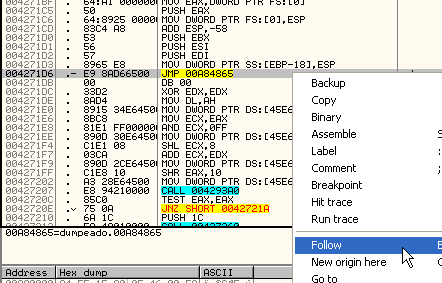 004271BF . 64:A1 00000000 MOV EAX,DWORD PTR FS:[0]
004271C5 . 50 PUSH EAX
004271C6 . 64:8925 0000 MOV DWORD PTR FS:[0],ESP
004271CD . 83C4 A8 ADD ESP,-58
004271D0 . 53 PUSH EBX
004271D1 . 56 PUSH ESI
004271D2 . 57 PUSH EDI
004271D3 . 8965 E8 MOV DWORD PTR SS:[EBP-18],ESP
004271D6 .- E9 8AD66500 JMP 00A84865
004271DB 00 DB 00
004271DC . 33D2 XOR EDX,EDX
004271DE . 8AD4 MOV DL,AH
004271E0 . 8915 34E64500 MOV DWORD PTR DS:[45E6
004271E6 . 8BC8 MOV ECX,EAX
004271E8 . 81E1 FF000000 AND ECX,0FF
004271EE . 890D 30E64500 MOV DWORD PTR DS:[45E6
004271F4 . C1E1 08 SHL ECX,8
004271F7 . 03CA ADD ECX,EDX
004271F9 . 890D 2CE64500 MOV DWORD PTR DS:[45E6
004271FF . C1E8 10 SHR EAX,10
00427202 . A3 28E64500 MOV DWORD PTR DS:[45E6
00427207 . E8 94210000 CALL 004293A0
0042720C . 85C0 TEST EAX,EAX
0042720E .v 75 0A JNZ SHORT 0042721A
00427210 . 6A 1C PUSH 1C
00A84865=dumpeado.00A84865
Address Hex dump ASCII
Backup
Copy
Binary
Assemble S
Label :
Comment ;
Breakpoint
Hit trace
Run trace
Follow E
New origin here
Go to